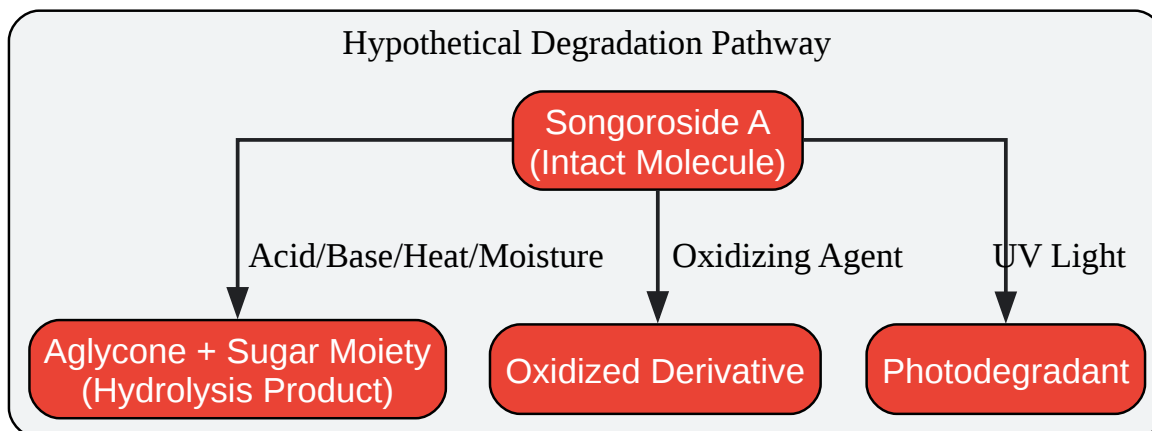 Hypothetical Degradation Pathway
Songoroside A
(Intact Molecule)
Acid/Base/Heat/Moisture
Oxidizing Agent
UV Light
Aglycone + Sugar Moiety
(Hydrolysis Product)
Oxidized Derivative
Photodegradant